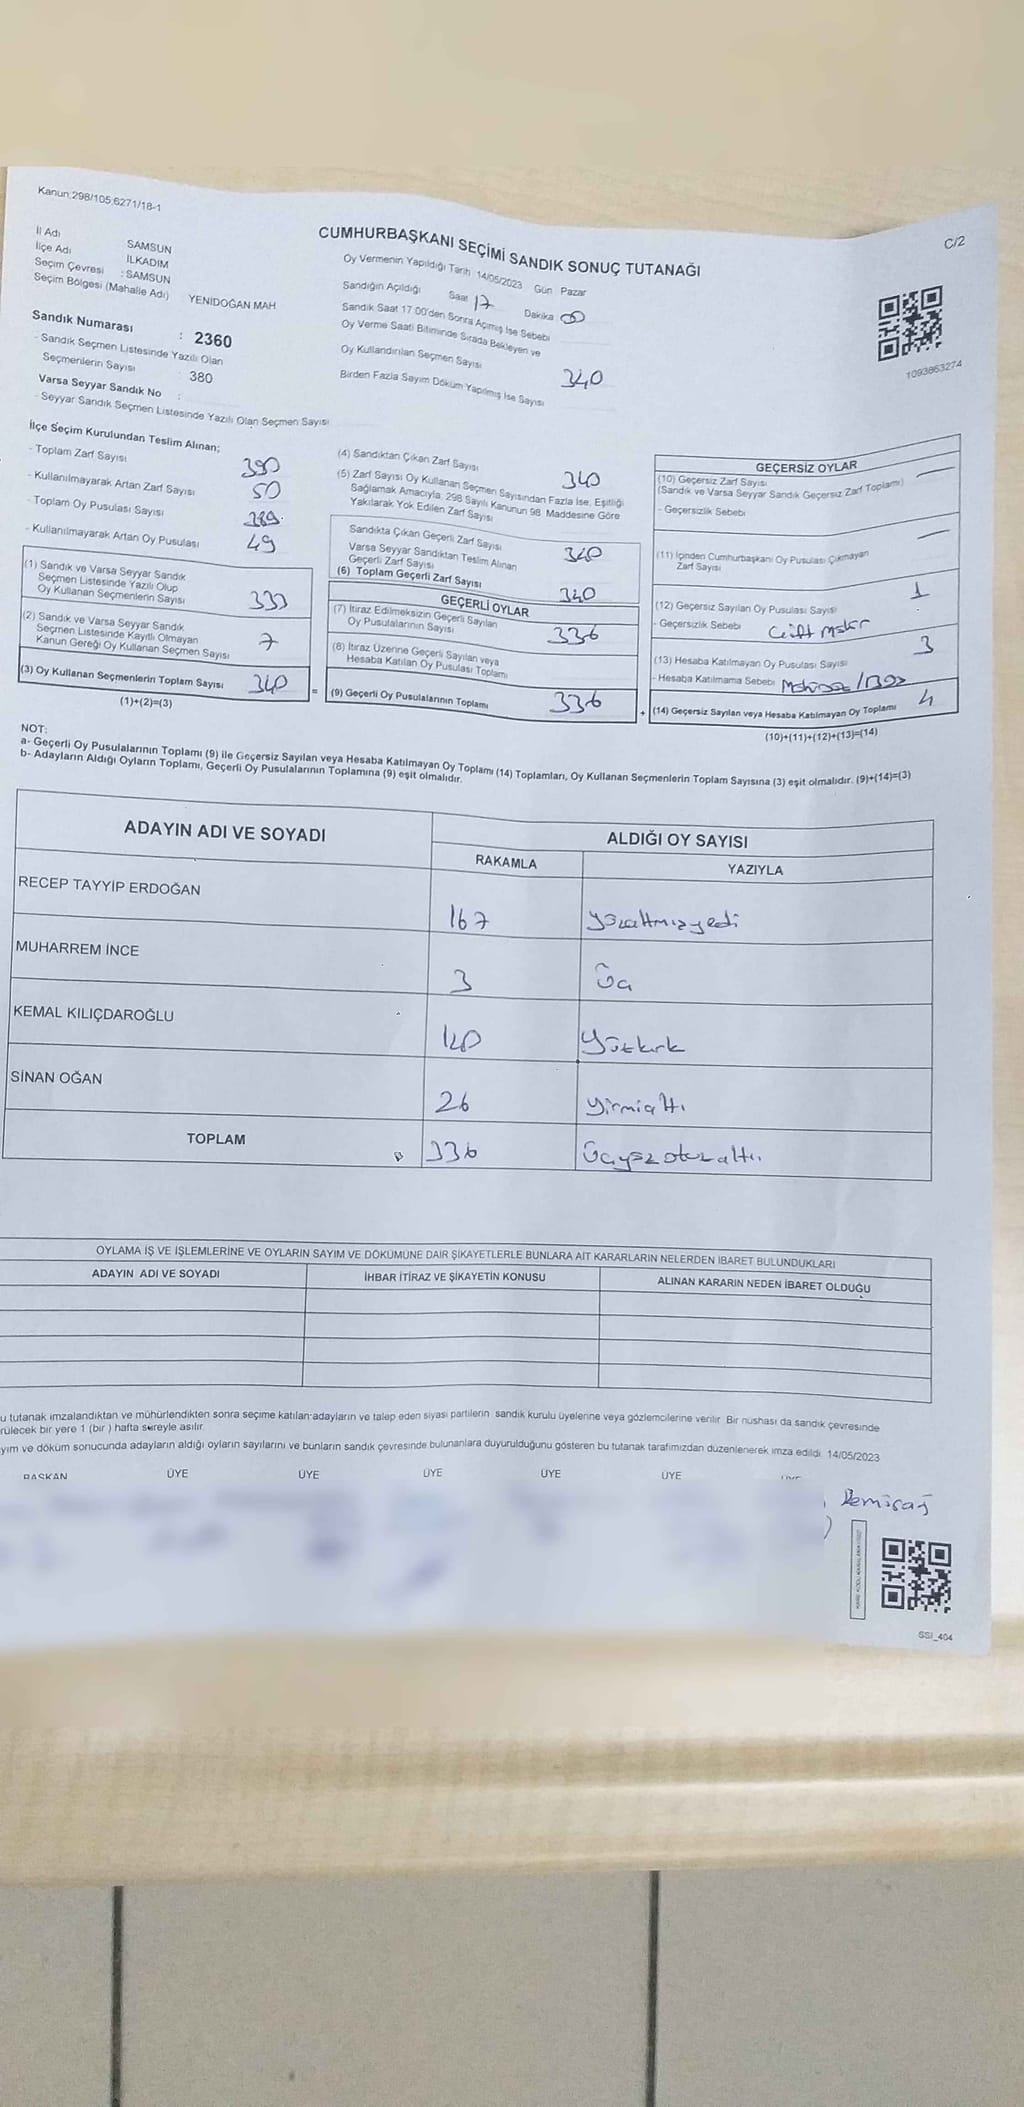 Kanun:298/105;6271/18-1
C/2
CUMHURBAŞKANI SEÇİMİ SANDIK SONUÇ TUTANAĞI
İl Adı SAMSUN
İlçe Adı İLKADIM
Seçim Çevresi : SAMSUN
Seçim Bölgesi (Mahalle Adı) YENİDOĞAN MAH
Sandık Numarası : 2360
- Sandık Seçmen Listesinde Yazılı Olan
Seçmenlerin Sayısı 380
Varsa Seyyar Sandık No :
- Seyyar Sandık Seçmen Listesinde Yazılı Olan Seçmen Sayısı
Oy Vermenin Yapıldığı Tarih 14/05/2023 Gün Pazar
Sandığın Açıldığı Saat 17 Dakika 00
Sandık Saat 17.00'den Sonra Açılmış İse Sebebi
Oy Verme Saati Bitiminde Sırada Bekleyen ve
Oy Kullandırılan Seçmen Sayısı
340
Birden Fazla Sayım Döküm Yapılmış İse Sayısı
1093863274
İlçe Seçim Kurulundan Teslim Alınan;
- Toplam Zarf Sayısı 390
- Kullanılmayarak Artan Zarf Sayısı 50
- Toplam Oy Pusulası Sayısı 389
- Kullanılmayarak Artan Oy Pusulası 49
(1) Sandık ve Varsa Seyyar Sandık
Seçmen Listesinde Yazılı Olup
Oy Kullanan Seçmenlerin Sayısı 333
(2) Sandık ve Varsa Seyyar Sandık
Seçmen Listesinde Kayıtlı Olmayan
Kanun Gereği Oy Kullanan Seçmen Sayısı 7
(3) Oy Kullanan Seçmenlerin Toplam Sayısı 340
(1)+(2)=(3)
=
(4) Sandıktan Çıkan Zarf Sayısı 340
(5) Zarf Sayısı Oy Kullanan Seçmen Sayısından Fazla İse, Eşitliği
Sağlamak Amacıyla, 298 Sayılı Kanunun 98. Maddesine Göre
Yakılarak Yok Edilen Zarf Sayısı
Sandıkta Çıkan Geçerli Zarf Sayısı 340
Varsa Seyyar Sandıktan Teslim Alınan
Geçerli Zarf Sayısı
(6) Toplam Geçerli Zarf Sayısı 340
GEÇERLİ OYLAR
(7) İtiraz Edilmeksizin Geçerli Sayılan
Oy Pusulalarının Sayısı 336
(8) İtiraz Üzerine Geçerli Sayılan veya
Hesaba Katılan Oy Pusulası Toplamı
(9) Geçerli Oy Pusulalarının Toplamı 336
+
GEÇERSİZ OYLAR
(10) Geçersiz Zarf Sayısı
(Sandık ve Varsa Seyyar Sandık Geçersiz Zarf Toplamı)
- Geçersizlik Sebebi
(11) İçinden Cumhurbaşkanı Oy Pusulası Çıkmayan
Zarf Sayısı
(12) Geçersiz Sayılan Oy Pusulası Sayısı 1
- Geçersizlik Sebebi Çift Mühür
(13) Hesaba Katılmayan Oy Pusulası Sayısı 3
- Hesaba Katılmama Sebebi Mühürsüz/Boş
(14) Geçersiz Sayılan veya Hesaba Katılmayan Oy Toplamı 4
(10)+(11)+(12)+(13)=(14)
NOT:
a- Geçerli Oy Pusulalarının Toplamı (9) ile Geçersiz Sayılan veya Hesaba Katılmayan Oy Toplamı (14) Toplamları, Oy Kullanan Seçmenlerin Toplam Sayısına (3) eşit olmalıdır. (9)+(14)=(3)
b- Adayların Aldığı Oyların Toplamı, Geçerli Oy Pusulalarının Toplamına (9) eşit olmalıdır.
ADAYIN ADI VE SOYADI ALDIĞI OY SAYISI
RAKAMLA YAZIYLA
RECEP TAYYİP ERDOĞAN 167 yüzaltmışyedi
MUHARREM İNCE 3 Üç
KEMAL KILIÇDAROĞLU 140 Yüzkırk
SİNAN OĞAN 26 yirmialtı
TOPLAM 336 Üçyüzotuzaltı
OYLAMA İŞ VE İŞLEMLERİNE VE OYLARIN SAYIM VE DÖKÜMÜNE DAİR ŞİKAYETLERLE BUNLARA AİT KARARLARIN NELERDEN İBARET BULUNDUKLARI
ADAYIN ADI VE SOYADI İHBAR İTİRAZ VE ŞİKAYETİN KONUSU ALINAN KARARIN NEDEN İBARET OLDUĞU
u tutanak imzalandıktan ve mühürlendikten sonra seçime katılan adayların ve talep eden siyasi partilerin sandık kurulu üyelerine veya gözlemcilerine verilir. Bir nüshası da sandık çevresinde
rülecek bir yere 1 (bir ) hafta süreyle asılır.
yım ve döküm sonucunda adayların aldığı oyların sayılarını ve bunların sandık çevresinde bulunanlara duyurulduğunu gösteren bu tutanak tarafımızdan düzenlenerek imza edildi. 14/05/2023
BAŞKAN ÜYE ÜYE ÜYE ÜYE ÜYE ÜYE
Demirağ
SSI_404